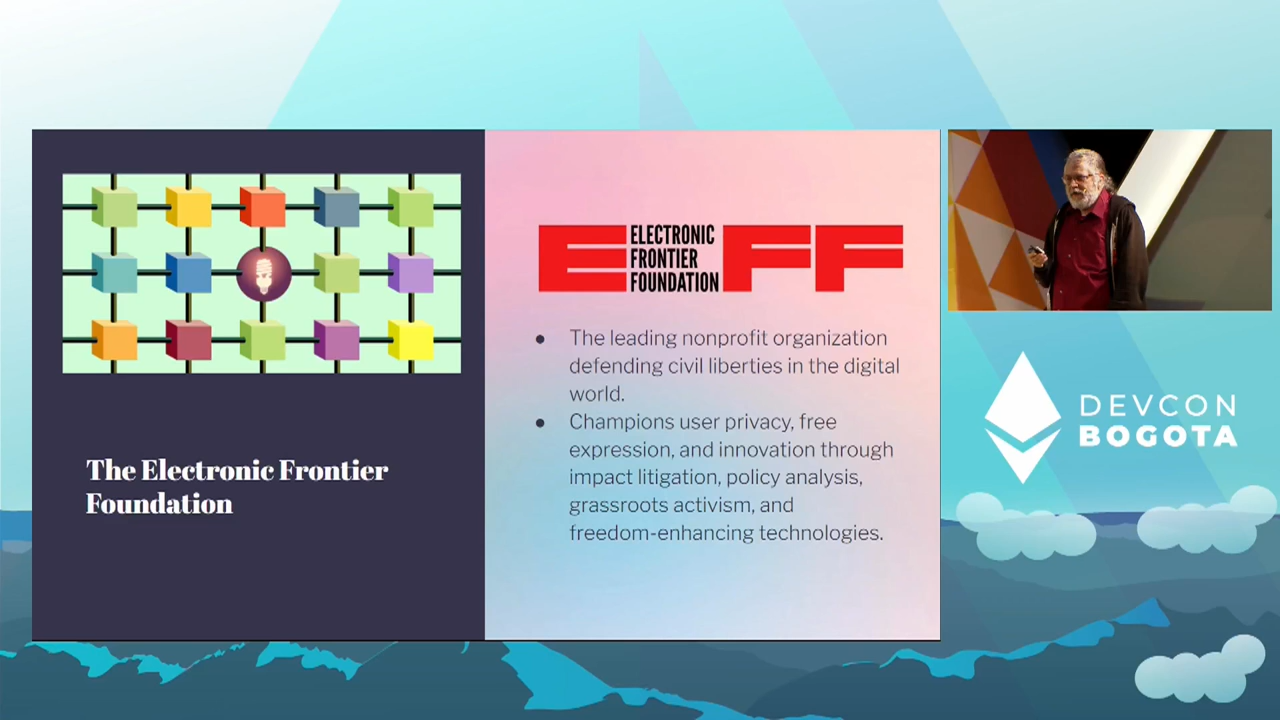 The Electronic Frontier
Foundation
EFF
ELECTRONIC
FRONTIER
FOUNDATION
● The leading nonprofit organization
defending civil liberties in the digital
world.
● Champions user privacy, free
expression, and innovation through
impact litigation, policy analysis,
grassroots activism, and
freedom-enhancing technologies.
DEVCON
BOGOTA